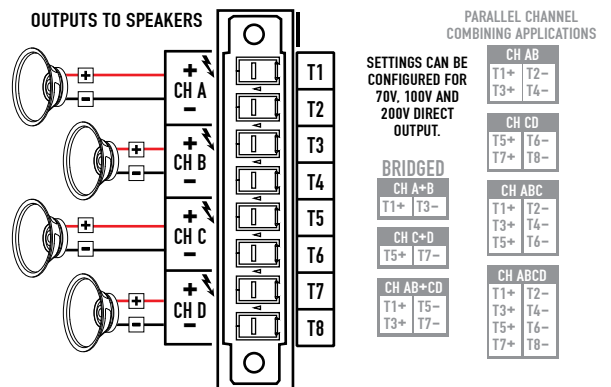 OUTPUTS TO SPEAKERS
+
-
+
CH A
-
T1
T2
+
-
+
CH B
-
T3
T4
+
-
+
CH C
-
T5
T6
+
-
+
CH D
-
T7
T8
SETTINGS CAN BE
CONFIGURED FOR
70V, 100V AND
200V DIRECT
OUTPUT.
BRIDGED
CH A+B
T1+ T3-
CH C+D
T5+ T7-
CH AB+CD
T1+ T5-
T3+ T7-
PARALLEL CHANNEL
COMBINING APPLICATIONS
CH AB
T1+ T2-
T3+ T4-
CH CD
T5+ T6-
T7+ T8-
CH ABC
T1+ T2-
T3+ T4-
T5+ T6-
CH ABCD
T1+ T2-
T3+ T4-
T5+ T6-
T7+ T8-